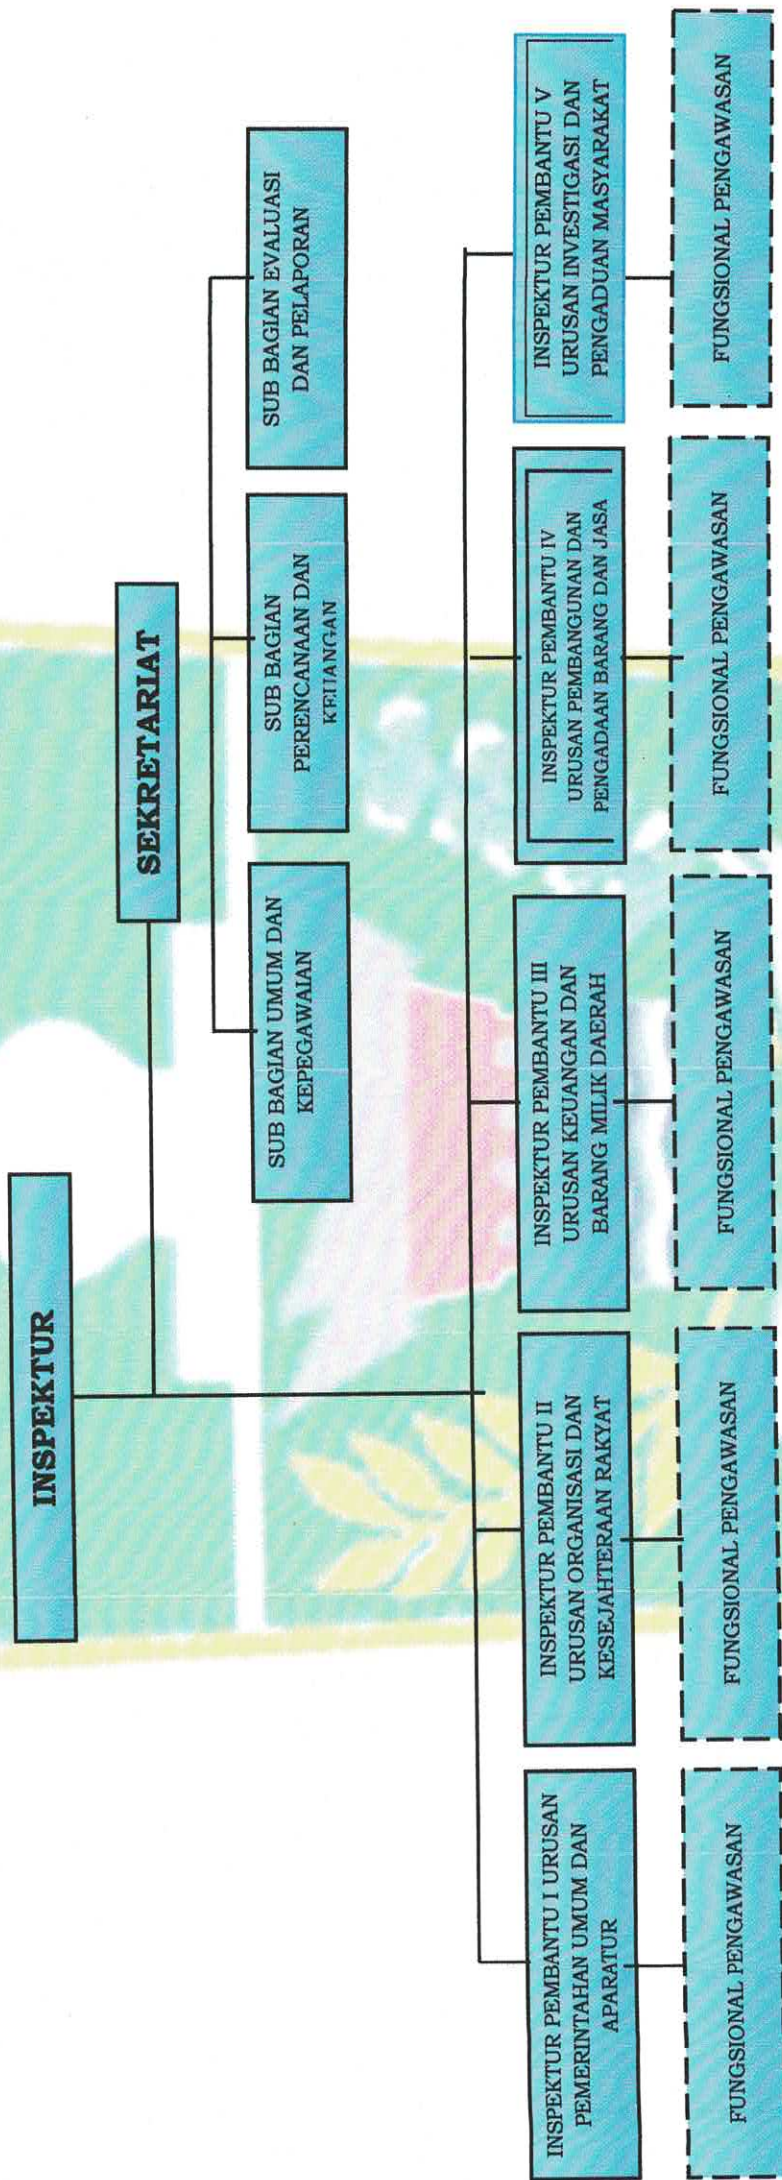 INSPEKTUR
SEKRETARIAT
SUB BAGIAN UMUM DAN
KEPEGAWAIAN
SUB BAGIAN
PERENCANAAN DAN
KEUANGAN
SUB BAGIAN EVALUASI
DAN PELAPORAN
INSPEKTUR PEMBANTU I URUSAN
PEMERINTAHAN UMUM DAN
APARATUR
INSPEKTUR PEMBANTU II
URUSAN ORGANISASI DAN
KESEJAHTERAAN RAKYAT
INSPEKTUR PEMBANTU III
URUSAN KEUANGAN DAN
BARANG MILIK DAERAH
INSPEKTUR PEMBANTU IV
URUSAN PEMBANGUNAN DAN
PENGADAAN BARANG DAN JASA
INSPEKTUR PEMBANTU V
URUSAN INVESTIGASI DAN
PENGADUAN MASYARAKAT
FUNGSIONAL PENGAWASAN
FUNGSIONAL PENGAWASAN
FUNGSIONAL PENGAWASAN
FUNGSIONAL PENGAWASAN
FUNGSIONAL PENGAWASAN